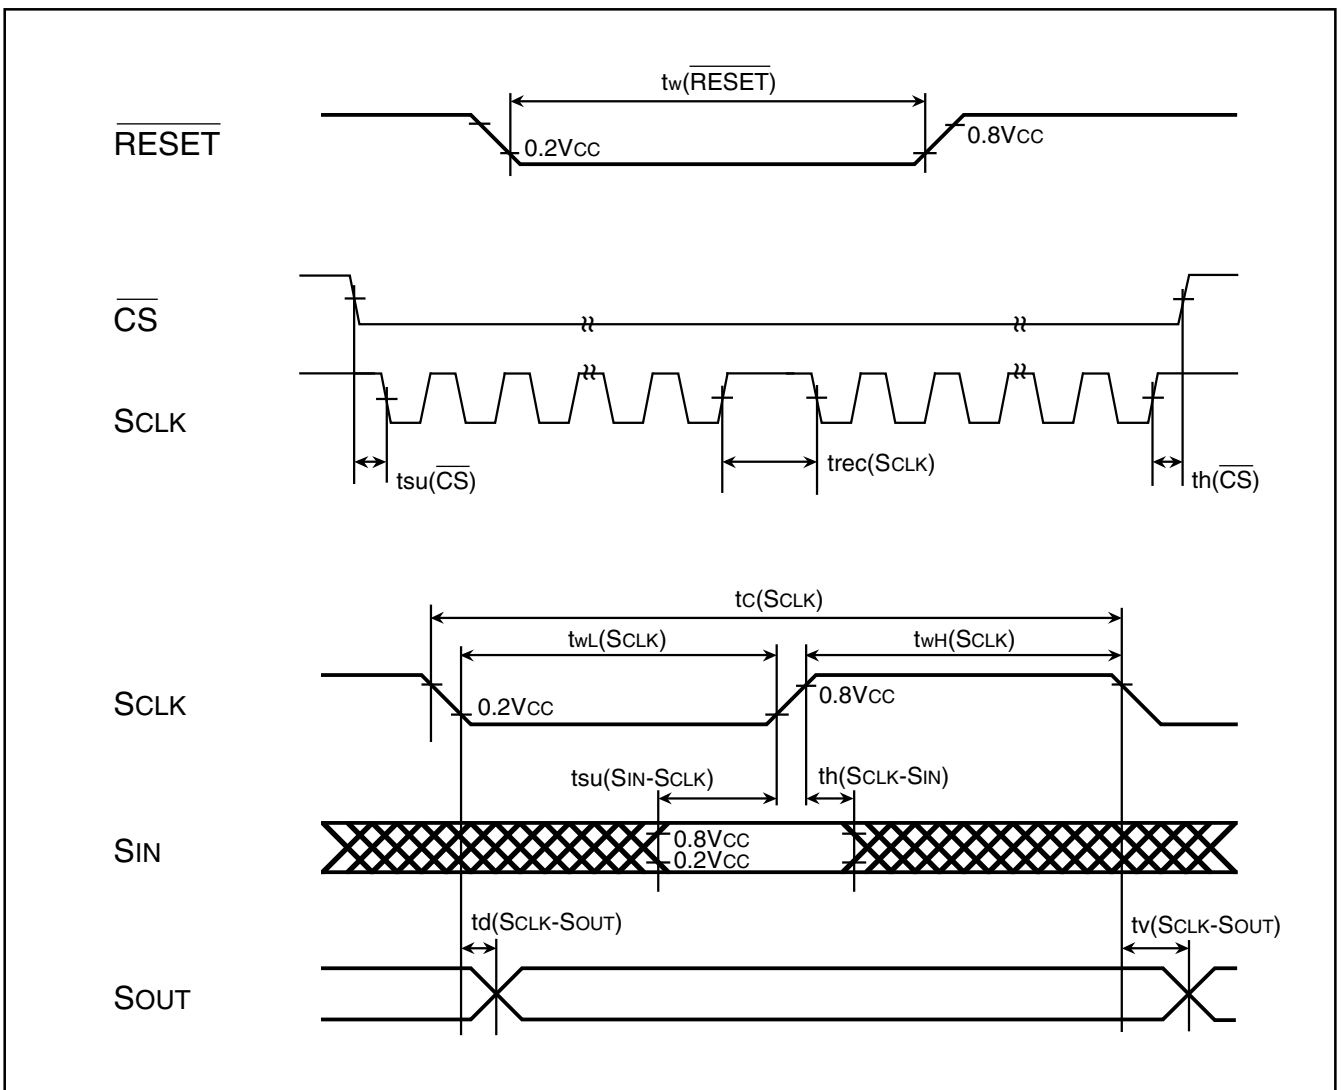 tw(RESET)
RESET
0.2VCC
0.8VCC
CS
SCLK
tsu(CS)
trec(SCLK)
th(CS)
tC(SCLK)
twL(SCLK)
twH(SCLK)
SCLK
0.2VCC
0.8VCC
tsu(SIN-SCLK)
th(SCLK-SIN)
SIN
0.8VCC
0.2VCC
td(SCLK-SOUT)
tv(SCLK-SOUT)
SOUT